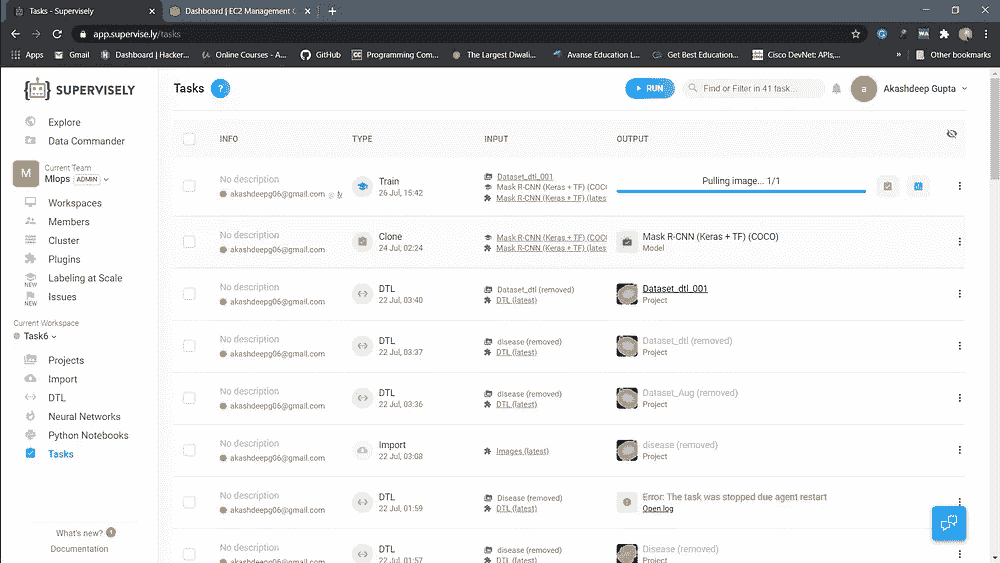 Tasks - Supervisely
Dashboard | EC2 Management C
app.supervise.ly/tasks
Apps
Gmail
Dashboard | Hacker...
Online Courses - A...
GitHub
Programming Com...
The Largest Diwali...
Avanse Education L...
Get Best Education...
Cisco DevNet: APIs,...
»
Other bookmarks
SUPERVISELY
Tasks
?
RUN
Find or Filter in 41 task...
a
Akashdeep Gupta
Explore
Data Commander
M
Current Team
Mlops ADMIN
Workspaces
Members
Cluster
Plugins
Labeling at Scale
NEW
Issues
NEW
Current Workspace
Task6
Projects
Import
DTL
Neural Networks
Python Notebooks
Tasks
What's new?
Documentation
INFO
TYPE
INPUT
OUTPUT
No description
akashdeepg06@gmail.com
Train
26 Jul, 15:42
Dataset_dtl_001
Mask R-CNN (Keras + TF) (COC
Mask R-CNN (Keras + TF) (lates
Pulling image... 1/1
No description
akashdeepg06@gmail.com
Clone
24 Jul, 02:24
Mask R-CNN (Keras + TF) (COC
Mask R-CNN (Keras + TF) (lates
Mask R-CNN (Keras + TF) (COCO)
Model
No description
akashdeepg06@gmail.com
DTL
22 Jul, 03:40
Dataset_dtl (removed)
DTL (latest)
Dataset_dtl_001
Project
No description
akashdeepg06@gmail.com
DTL
22 Jul, 03:37
disease (removed)
DTL (latest)
Dataset_dtl (removed)
Project
No description
akashdeepg06@gmail.com
DTL
22 Jul, 03:36
disease (removed)
DTL (latest)
Dataset_Aug (removed)
Project
No description
akashdeepg06@gmail.com
Import
22 Jul, 03:08
Images (latest)
disease (removed)
Project
No description
akashdeepg06@gmail.com
DTL
22 Jul, 01:59
Disease (removed)
DTL (latest)
Error: The task was stopped due agent restart
Open log
No description
akashdeepg06@gmail.com
DTL
22 Jul, 01:57
disease (removed)
DTL (latest)
Disease (removed)
Project